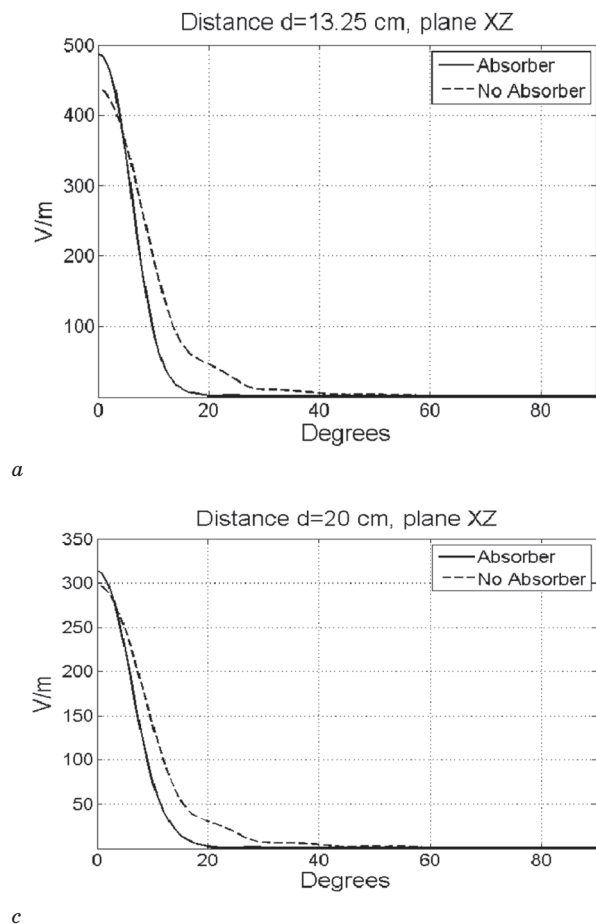 Distance d=13.25 cm, plane XZ
500
400
300
200
100
V/m
Absorber
No Absorber
0 20 40 60 80
Degrees
a
Distance d=20 cm, plane XZ
350
300
250
200
150
100
50
V/m
Absorber
No Absorber
0 20 40 60 80
Degrees
c